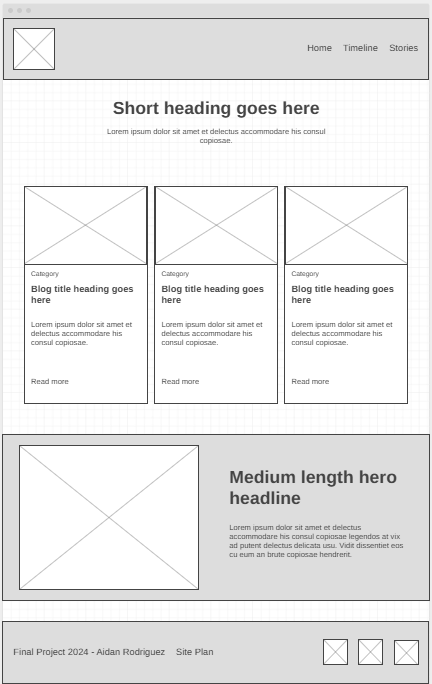 Home Timeline Stories
Short heading goes here
Lorem ipsum dolor sit amet et delectus accommodare his consul
copiosae.
Category
Blog title heading goes
here
Lorem ipsum dolor sit amet et
delectus accommodare his
consul copiosae.
Read more
Category
Blog title heading goes
here
Lorem ipsum dolor sit amet et
delectus accommodare his
consul copiosae.
Read more
Category
Blog title heading goes
here
Lorem ipsum dolor sit amet et
delectus accommodare his
consul copiosae.
Read more
Medium length hero
headline
Lorem ipsum dolor sit amet et delectus
accommodare his consul copiosae legendos at vix
ad putent delectus delicata usu. Vidit dissentiet eos
cu eum an brute copiosae hendrerit.
Final Project 2024 - Aidan Rodriguez Site Plan